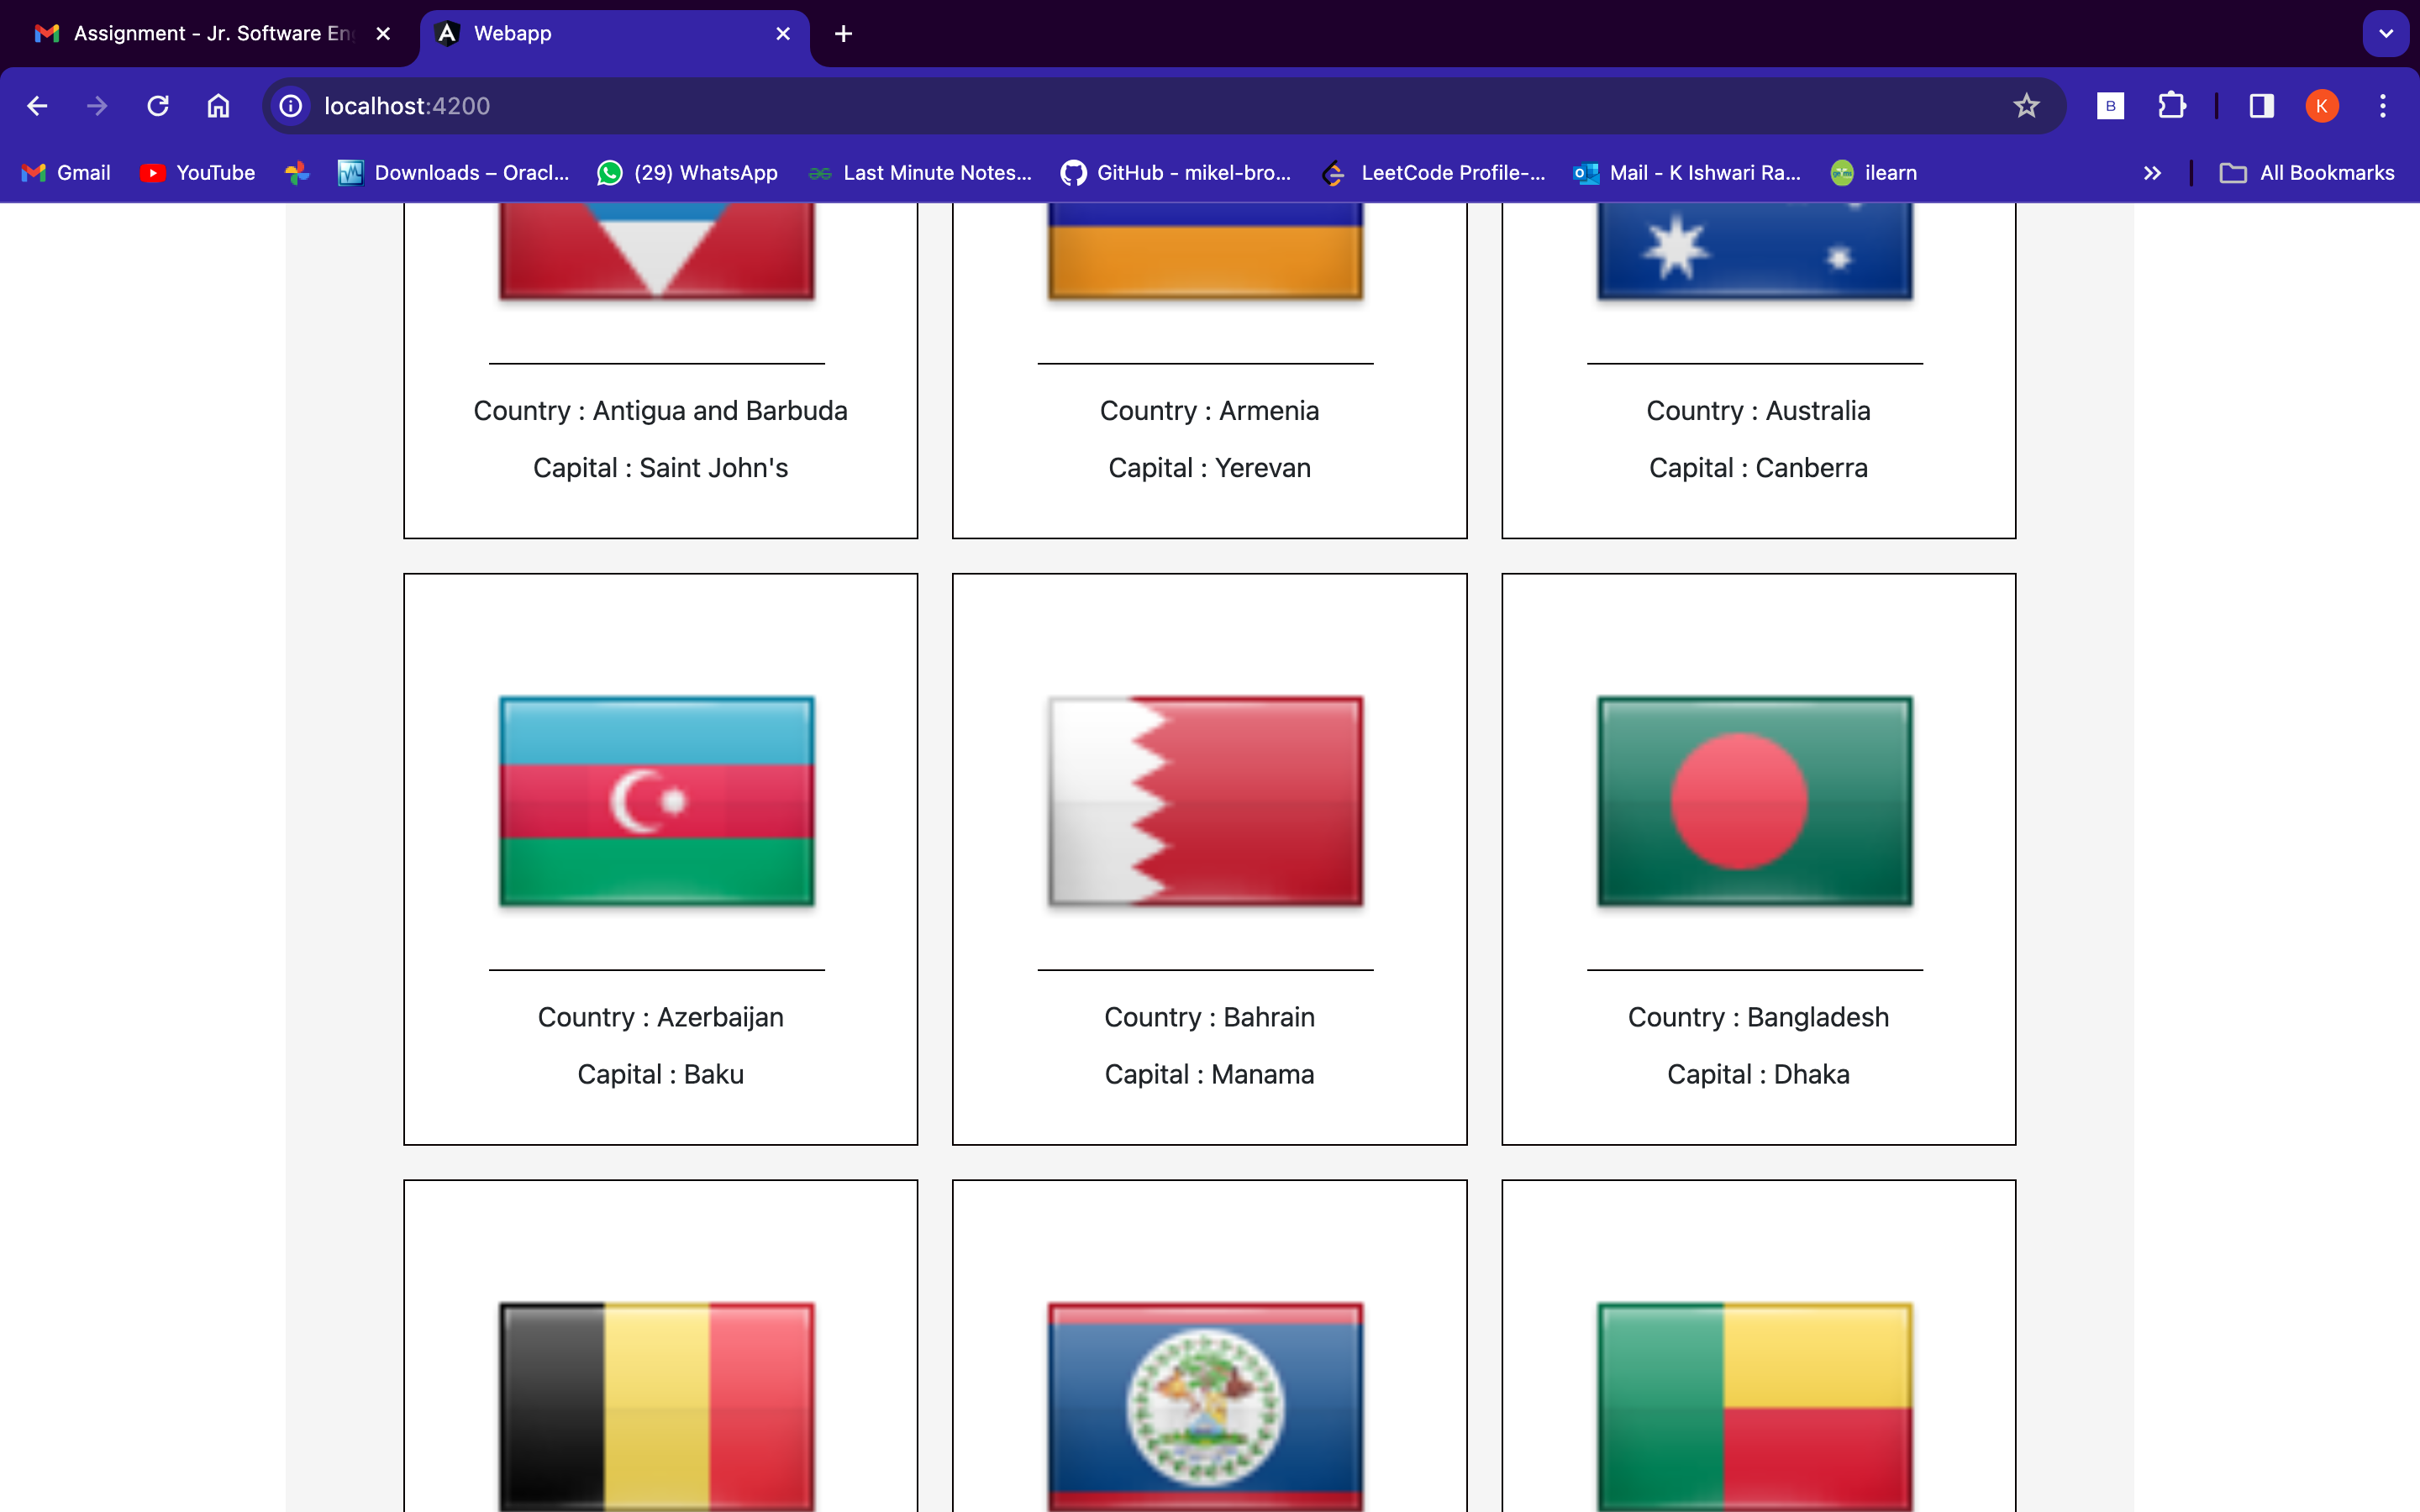 Assignment - Jr. Software En
Webapp
localhost:4200
B
K
Gmail
YouTube
Downloads – Oracl...
(29) WhatsApp
Last Minute Notes...
GitHub - mikel-bro...
LeetCode Profile-...
Mail - K Ishwari Ra...
ilearn
All Bookmarks
Country : Antigua and Barbuda
Capital : Saint John's
Country : Armenia
Capital : Yerevan
Country : Australia
Capital : Canberra
Country : Azerbaijan
Capital : Baku
Country : Bahrain
Capital : Manama
Country : Bangladesh
Capital : Dhaka